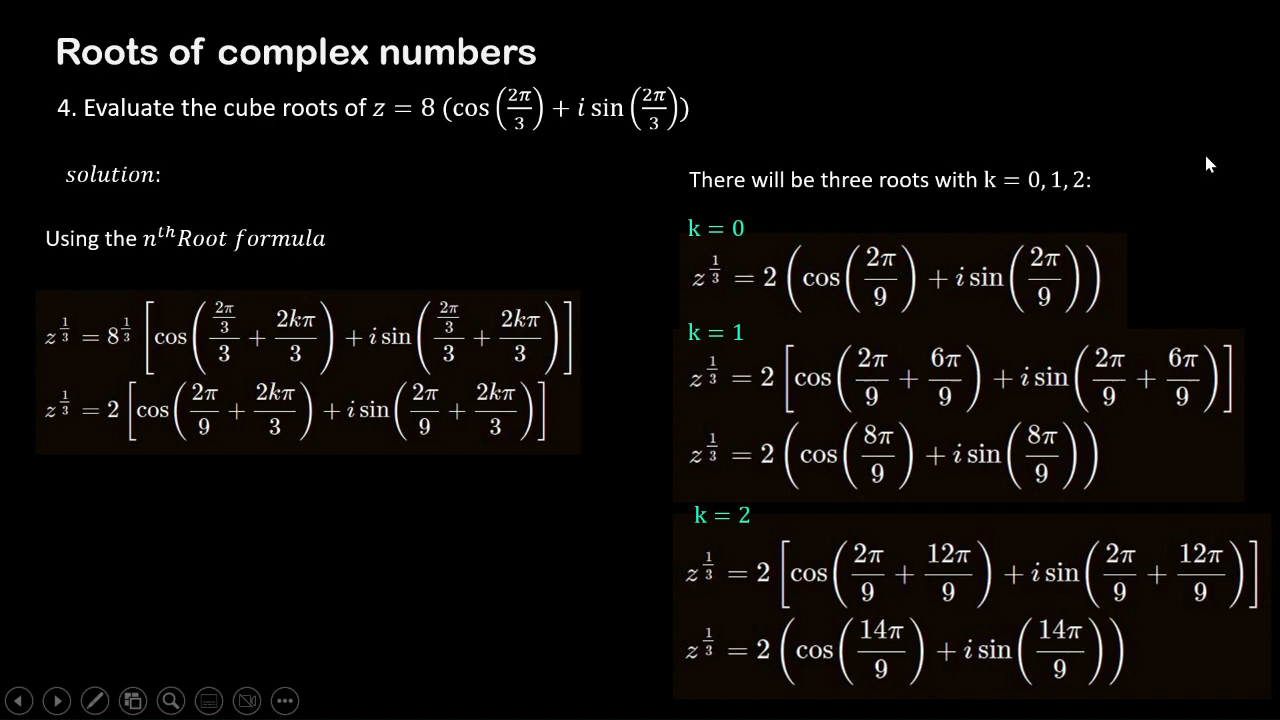 Roots of complex numbers
4. Evaluate the cube roots of z = 8 (cos(2π/3) + i sin(2π/3))
solution:
Using the nᵗʰRoot formula
z^(1/3) = 8^(1/3) [cos((2π/3)/3 + 2kπ/3) + i sin((2π/3)/3 + 2kπ/3)]
z^(1/3) = 2 [cos(2π/9 + 2kπ/3) + i sin(2π/9 + 2kπ/3)]
There will be three roots with k = 0, 1, 2:
k = 0
z^(1/3) = 2 (cos(2π/9) + i sin(2π/9))
k = 1
z^(1/3) = 2 [cos(2π/9 + 6π/9) + i sin(2π/9 + 6π/9)]
z^(1/3) = 2 (cos(8π/9) + i sin(8π/9))
k = 2
z^(1/3) = 2 [cos(2π/9 + 12π/9) + i sin(2π/9 + 12π/9)]
z^(1/3) = 2 (cos(14π/9) + i sin(14π/9))